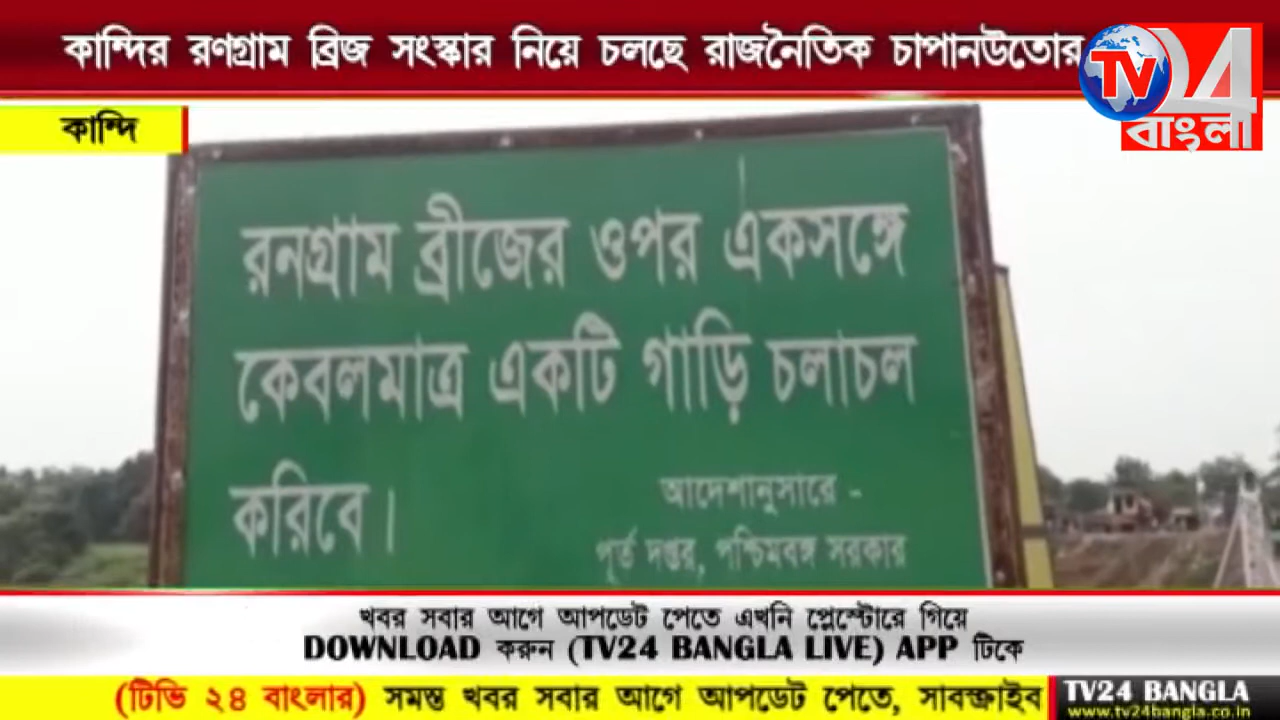 কান্দির রণগ্রাম ব্রিজ সংস্কার নিয়ে চলছে রাজনৈতিক চাপানউতোর
TV24
বাংলা
কান্দি
রনগ্রাম ব্রীজের ওপর একসঙ্গে
কেবলমাত্র একটি গাড়ি চলাচল
করিবে।
আদেশানুসারে -
পূর্ত দপ্তর, পশ্চিমবঙ্গ সরকার
খবর সবার আগে আপডেট পেতে এখনি প্লেস্টোরে গিয়ে
DOWNLOAD করুন (TV24 BANGLA LIVE) APP টিকে
(টিভি ২৪ বাংলার) সমস্ত খবর সবার আগে আপডেট পেতে, সাবস্ক্রাইব
TV24 BANGLA
www.tv24bangla.co.in